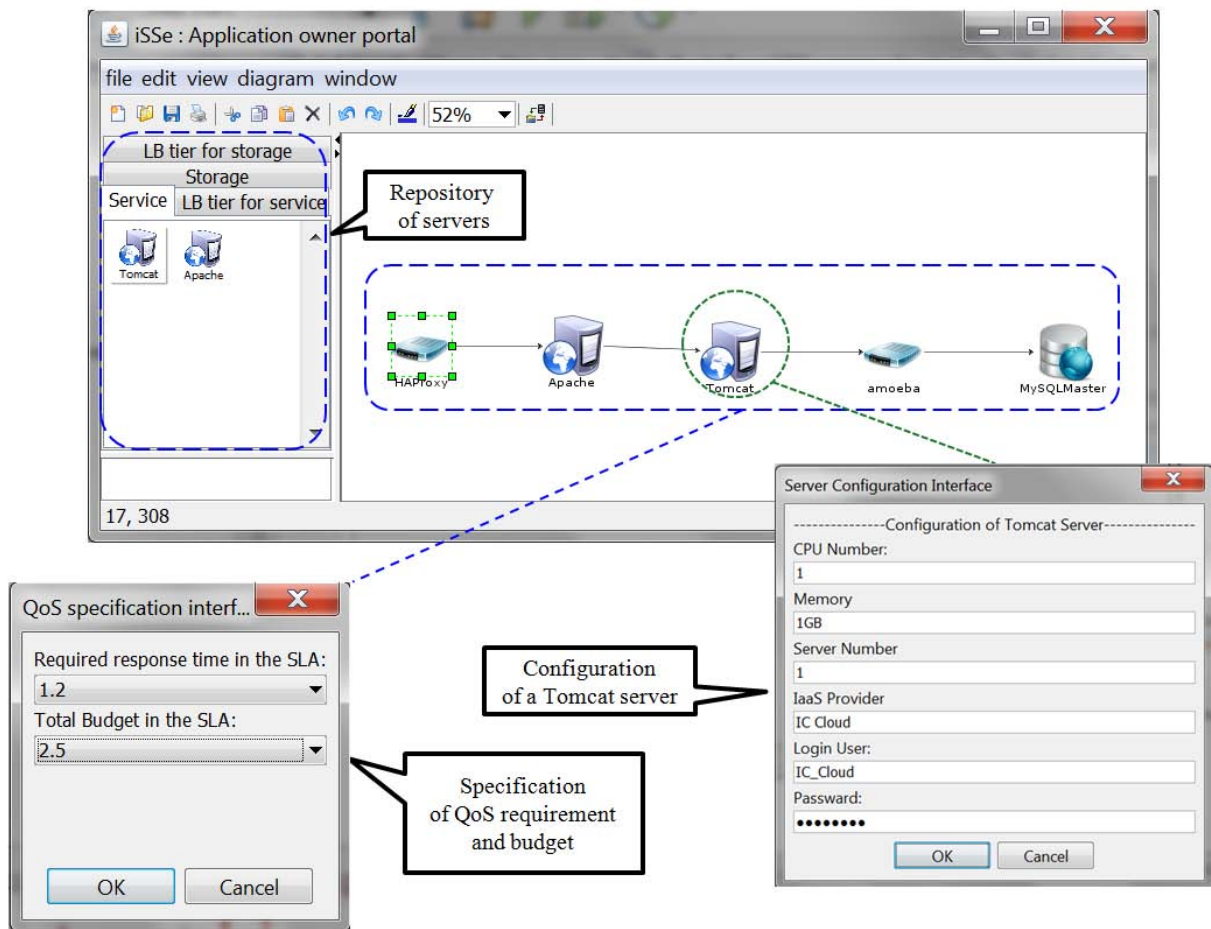 iSSe : Application owner portal
file edit view diagram window
52%
LB tier for storage
Storage
Service
LB tier for service
Tomcat
Apache
Repository
of servers
HAProxy
Apache
Tomcat
amoeba
MySQLMaster
17, 308
QoS specification interf...
Required response time in the SLA:
1.2
Total Budget in the SLA:
2.5
OK
Cancel
Specification
of QoS requirement
and budget
Configuration
of a Tomcat server
Server Configuration Interface
---------------Configuration of Tomcat Server---------------
CPU Number:
1
Memory
1GB
Server Number
1
IaaS Provider
IC Cloud
Login User:
IC_Cloud
Passward:
●●●●●●●●
OK
Cancel